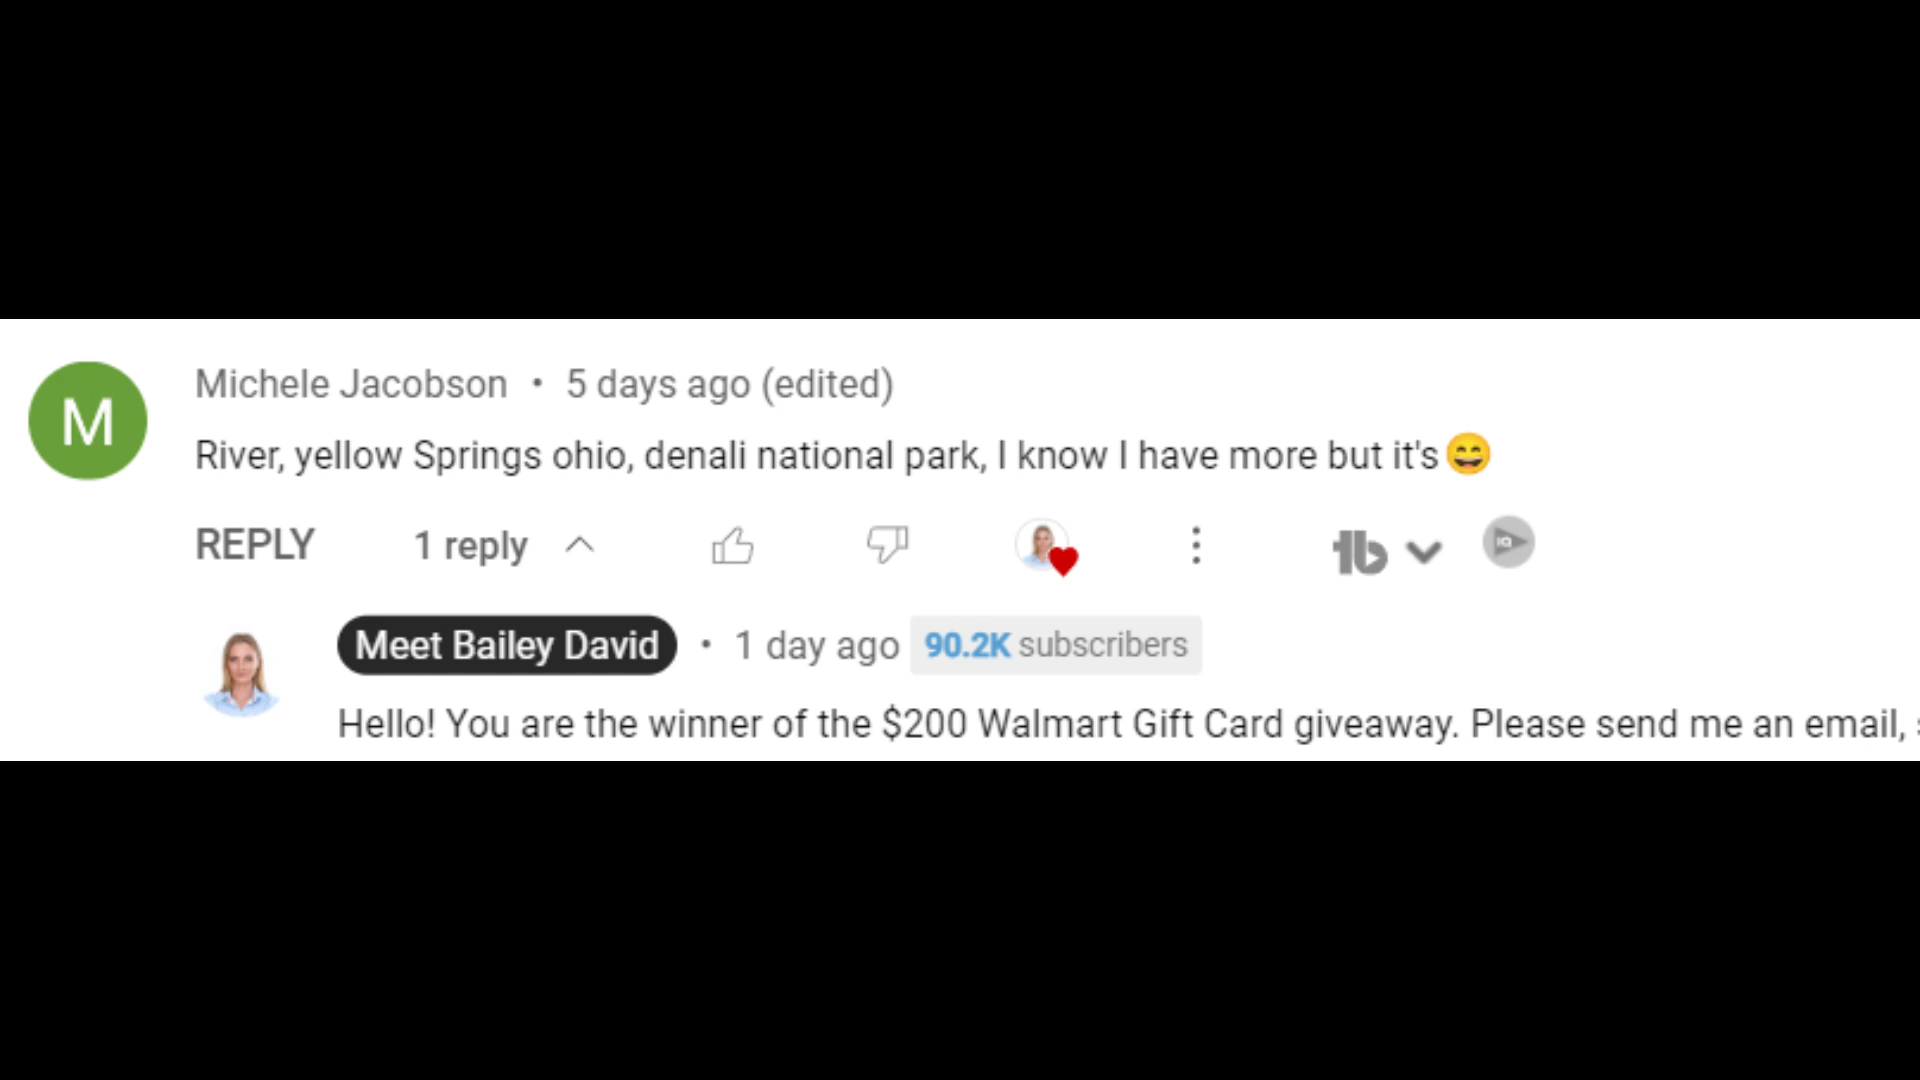 M
Michele Jacobson • 5 days ago (edited)
River, yellow Springs ohio, denali national park, I know I have more but it's😄
REPLY 1 reply
Meet Bailey David • 1 day ago 90.2K subscribers
Hello! You are the winner of the $200 Walmart Gift Card giveaway. Please send me an email,